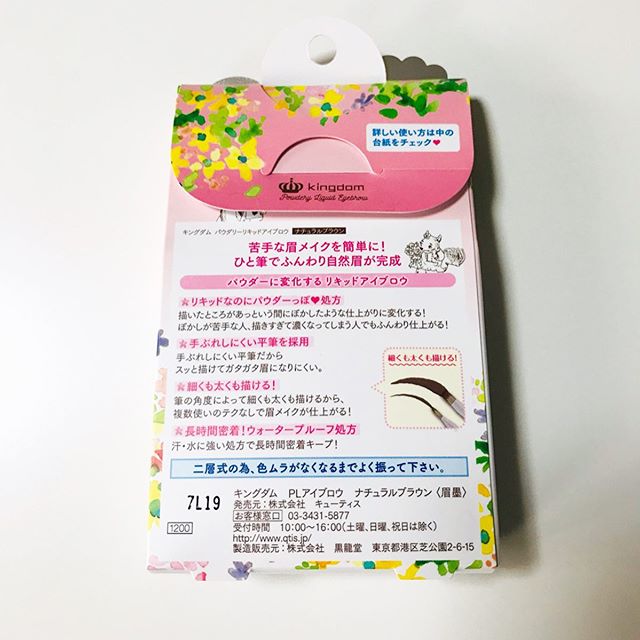 詳しい使い方は中の
台紙をチェック♥
kingdom
Powdery Liquid Eyebrow
キングダム パウダリーリキッドアイブロウ ナチュラルブラウン
苦手な眉メイクを簡単に!
ひと筆でふんわり自然眉が完成
パウダーに変化するリキッドアイブロウ
★リキッドなのにパウダーっぽ♥処方
描いたところがあっという間にぼかしたような仕上がりに変化する!
ぼかしが苦手な人、描きすぎて濃くなってしまう人でもふんわり仕上がる!
★手ぶれしにくい平筆を採用
手ぶれしにくい平筆だから
スッと描けてガタガタ眉になりにくい。
★細くも太くも描ける!
筆の角度によって細くも太くも描けるから、
複数使いのテクなしで眉メイクが仕上がる!
細くも太くも描ける!
★長時間密着!ウォータープルーフ処方
汗・水に強い処方で長時間密着キープ!
二層式の為、色ムラがなくなるまでよく振って下さい。
7L19
1200
キングダム PLアイブロウ ナチュラルブラウン〈眉墨〉
発売元:株式会社 キューティス
お客様窓口 03-3431-5877
受付時間 10:00~16:00(土曜、日曜、祝日は除く)
http://www.qtis.jp/
製造販売元:株式会社 黒龍堂 東京都港区芝公園2-6-15